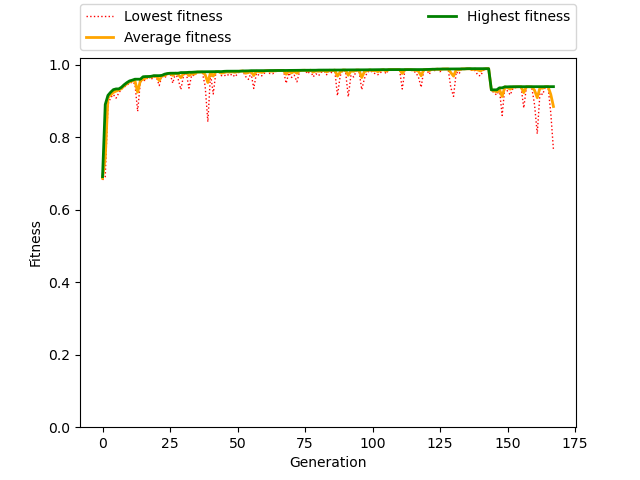 Lowest fitness
Average fitness
Highest fitness
1.0
0.8
0.6
0.4
0.2
0.0
Fitness
0 25 50 75 100 125 150 175
Generation